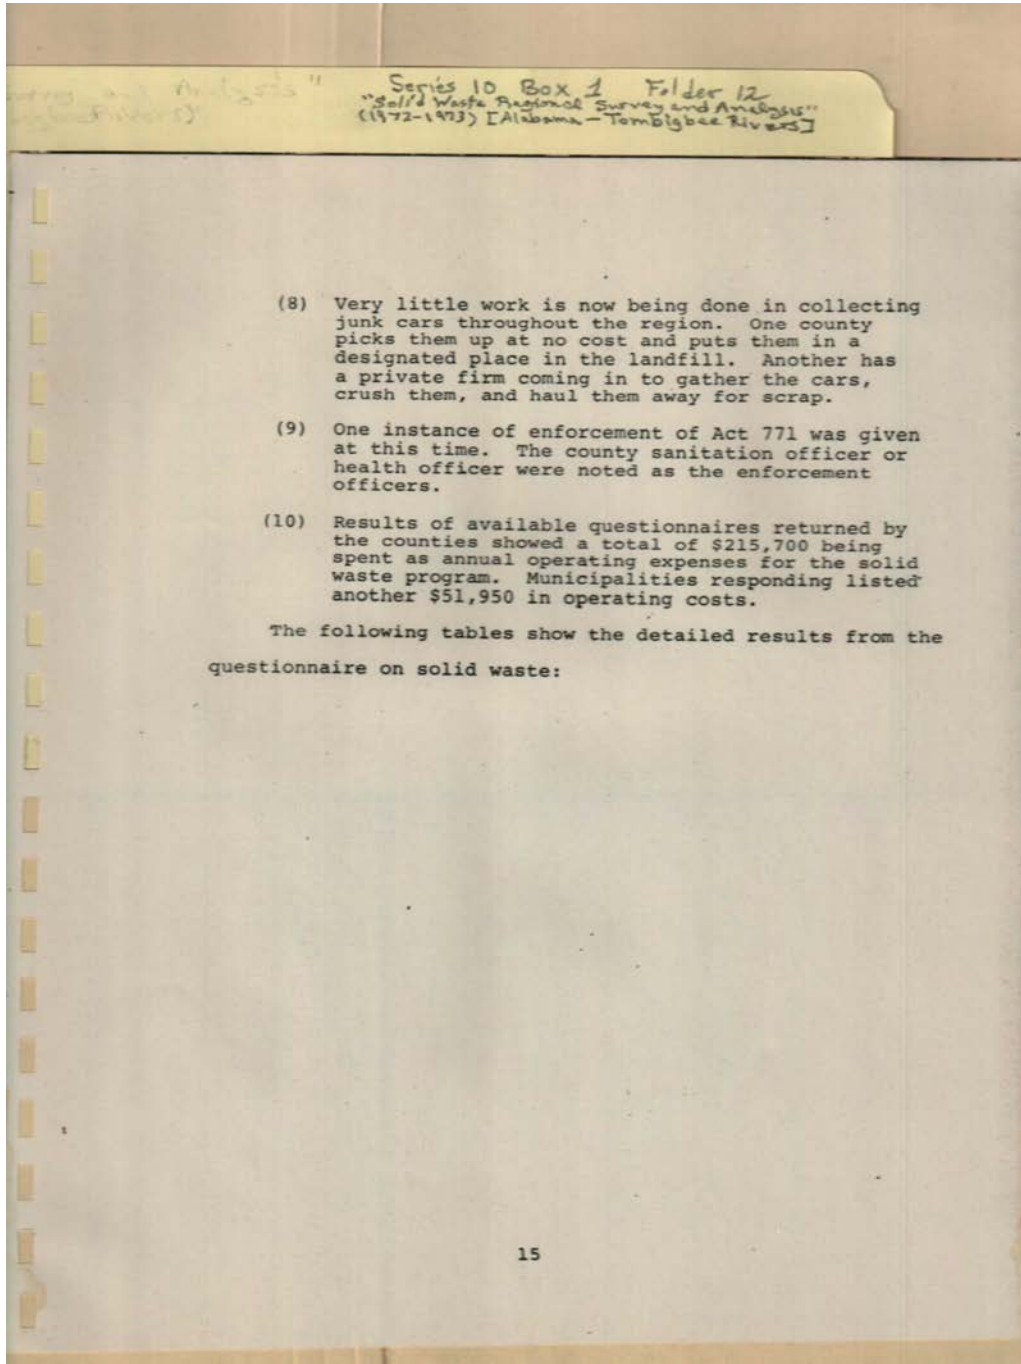 Analysis"
Rivers)"
Series 10 Box 1 Folder 12
"Solid Waste Regional Survey and Analysis"
(1972-1973) [Alabama-Tombigbee Rivers]
(8) Very little work is now being done in collecting
junk cars throughout the region. One county
picks them up at no cost and puts them in a
designated place in the landfill. Another has
a private firm coming in to gather the cars,
crush them, and haul them away for scrap.
(9) One instance of enforcement of Act 771 was given
at this time. The county sanitation officer or
health officer were noted as the enforcement
officers.
(10) Results of available questionnaires returned by
the counties showed a total of $215,700 being
spent as annual operating expenses for the solid
waste program. Municipalities responding listed
another $51,950 in operating costs.
The following tables show the detailed results from the
questionnaire on solid waste:
15